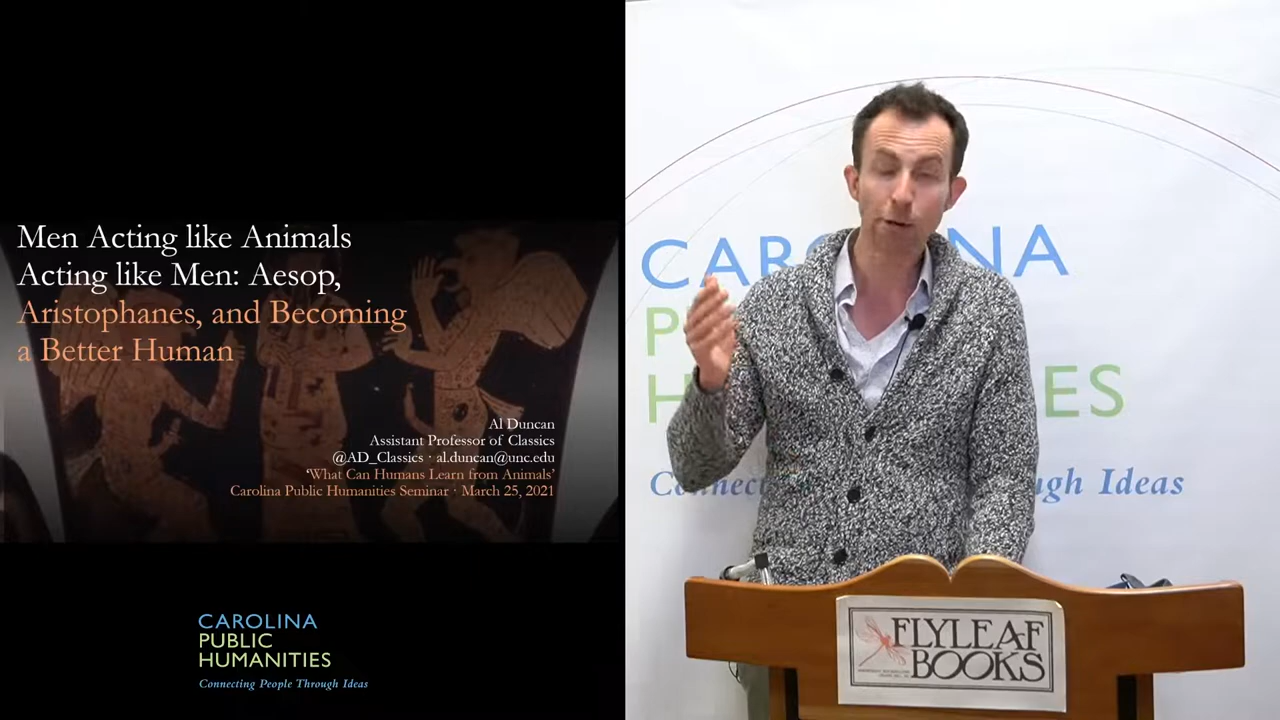 Men Acting like Animals
Acting like Men: Aesop,
Aristophanes, and Becoming
a Better Human
Al Duncan
Assistant Professor of Classics
@AD_Classics · al.duncan@unc.edu
‘What Can Humans Learn from Animals’
Carolina Public Humanities Seminar · March 25, 2021
CAROLINA
PUBLIC
HUMANITIES
Connecting People Through Ideas
FLYLEAF
BOOKS